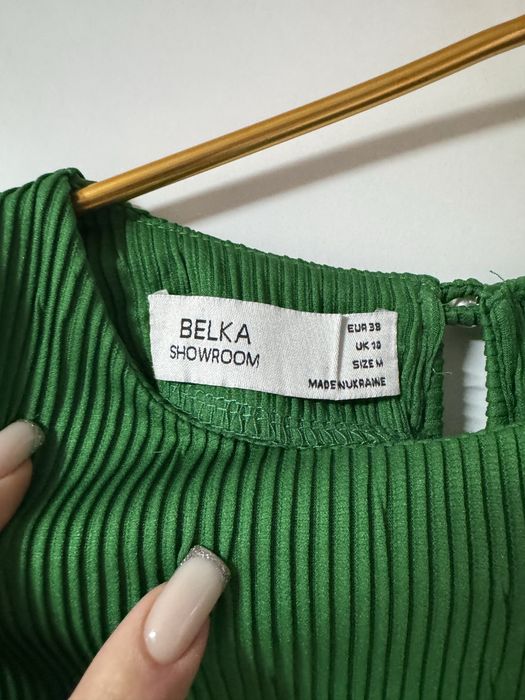 BELKA
SHOWROOM
EUR 38
UK 10
SIZE M
MADE IN UKRAINE